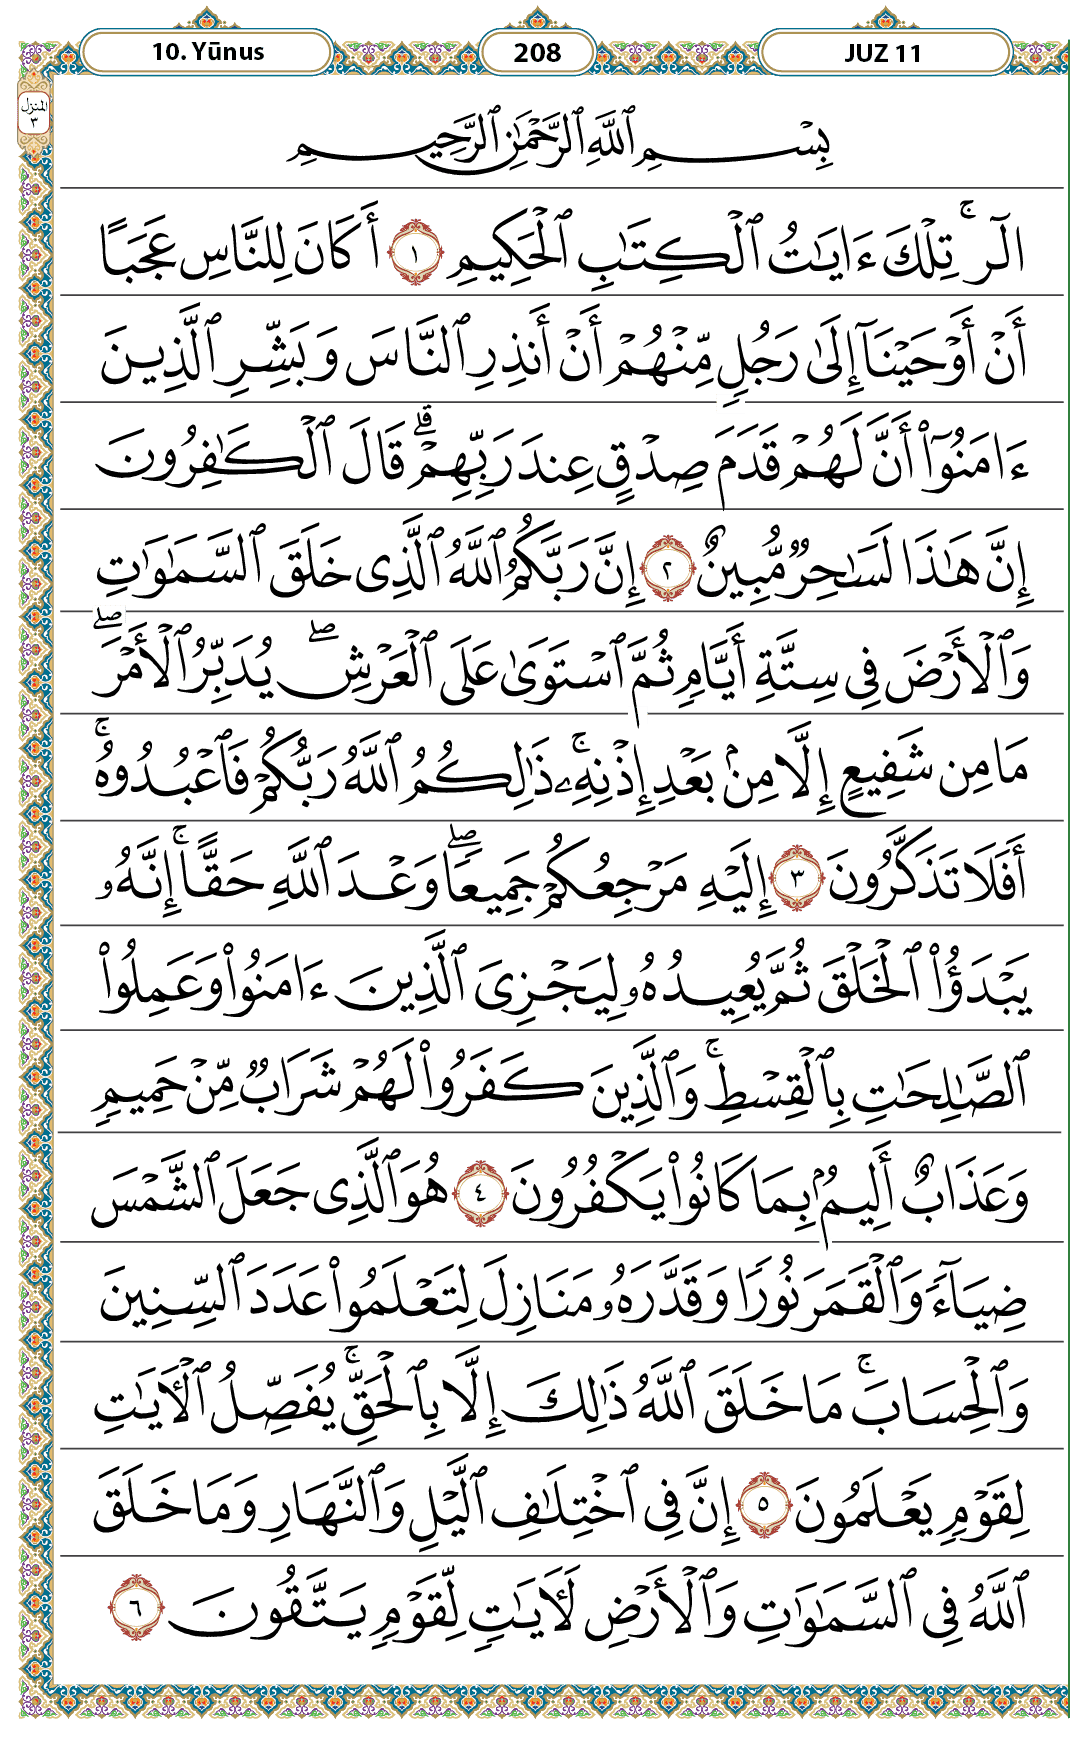 10. Yūnus
208
JUZ 11
المنزل ٣
بِسْمِ ٱللَّهِ ٱلرَّحْمَٰنِ ٱلرَّحِيمِ
الٓرۚ تِلْكَ ءَايَٰتُ ٱلْكِتَٰبِ ٱلْحَكِيمِ ١ أَكَانَ لِلنَّاسِ عَجَبًا
أَنْ أَوْحَيْنَآ إِلَىٰ رَجُلٍ مِّنْهُمْ أَنْ أَنذِرِ ٱلنَّاسَ وَبَشِّرِ ٱلَّذِينَ
ءَامَنُوٓا۟ أَنَّ لَهُمْ قَدَمَ صِدْقٍ عِندَ رَبِّهِمْۗ قَالَ ٱلْكَٰفِرُونَ
إِنَّ هَٰذَا لَسَٰحِرٌ مُّبِينٌ ٢ إِنَّ رَبَّكُمُ ٱللَّهُ ٱلَّذِى خَلَقَ ٱلسَّمَٰوَٰتِ
وَٱلْأَرْضَ فِى سِتَّةِ أَيَّامٍ ثُمَّ ٱسْتَوَىٰ عَلَى ٱلْعَرْشِۖ يُدَبِّرُ ٱلْأَمْرَۖ
مَا مِن شَفِيعٍ إِلَّا مِنۢ بَعْدِ إِذْنِهِۦۚ ذَٰلِكُمُ ٱللَّهُ رَبُّكُمْ فَٱعْبُدُوهُۚ
أَفَلَا تَذَكَّرُونَ ٣ إِلَيْهِ مَرْجِعُكُمْ جَمِيعًاۖ وَعْدَ ٱللَّهِ حَقًّاۚ إِنَّهُۥ
يَبْدَؤُا۟ ٱلْخَلْقَ ثُمَّ يُعِيدُهُۥ لِيَجْزِىَ ٱلَّذِينَ ءَامَنُوا۟ وَعَمِلُوا۟
ٱلصَّٰلِحَٰتِ بِٱلْقِسْطِۚ وَٱلَّذِينَ كَفَرُوا۟ لَهُمْ شَرَابٌ مِّنْ حَمِيمٍ
وَعَذَابٌ أَلِيمٌۢ بِمَا كَانُوا۟ يَكْفُرُونَ ٤ هُوَ ٱلَّذِى جَعَلَ ٱلشَّمْسَ
ضِيَآءً وَٱلْقَمَرَ نُورًا وَقَدَّرَهُۥ مَنَازِلَ لِتَعْلَمُوا۟ عَدَدَ ٱلسِّنِينَ
وَٱلْحِسَابَۚ مَا خَلَقَ ٱللَّهُ ذَٰلِكَ إِلَّا بِٱلْحَقِّۚ يُفَصِّلُ ٱلْءَايَٰتِ
لِقَوْمٍ يَعْلَمُونَ ٥ إِنَّ فِى ٱخْتِلَٰفِ ٱلَّيْلِ وَٱلنَّهَارِ وَمَا خَلَقَ
ٱللَّهُ فِى ٱلسَّمَٰوَٰتِ وَٱلْأَرْضِ لَءَايَٰتٍ لِّقَوْمٍ يَتَّقُونَ ٦